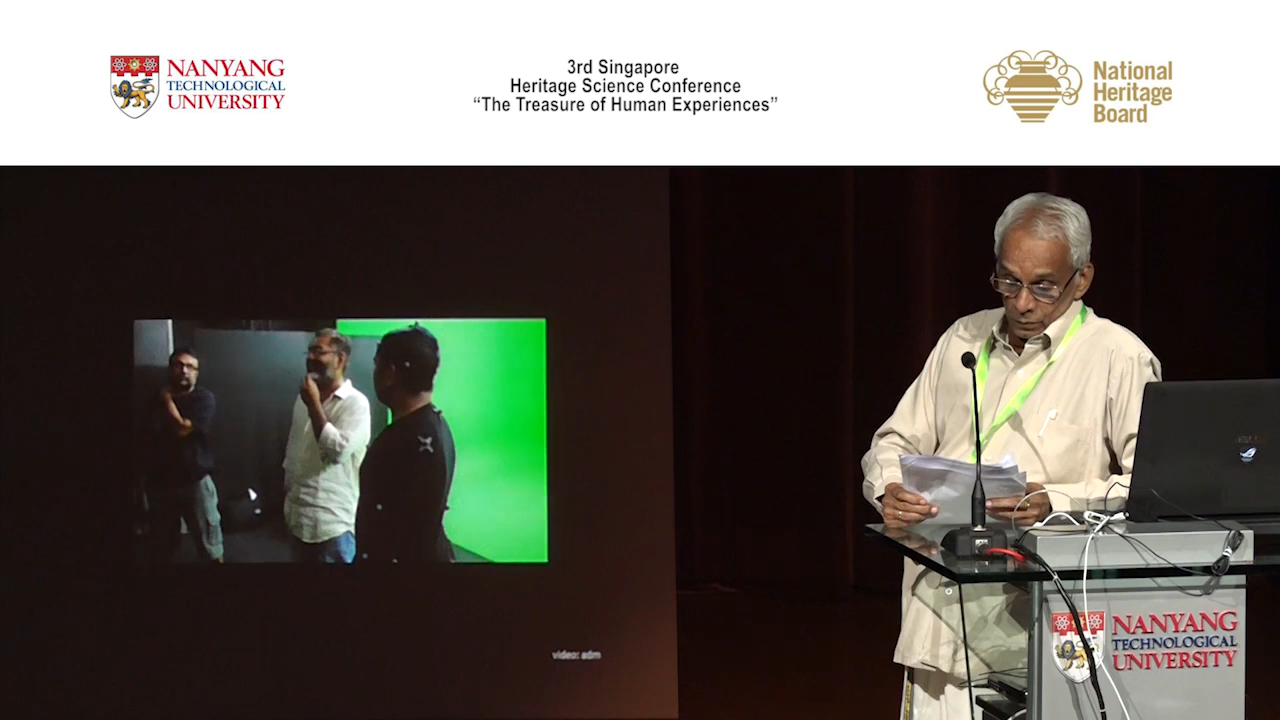 NANYANG
TECHNOLOGICAL
UNIVERSITY
3rd Singapore
Heritage Science Conference
“The Treasure of Human Experiences”
National
Heritage
Board
video: adm
NANYANG
TECHNOLOGICAL
UNIVERSITY